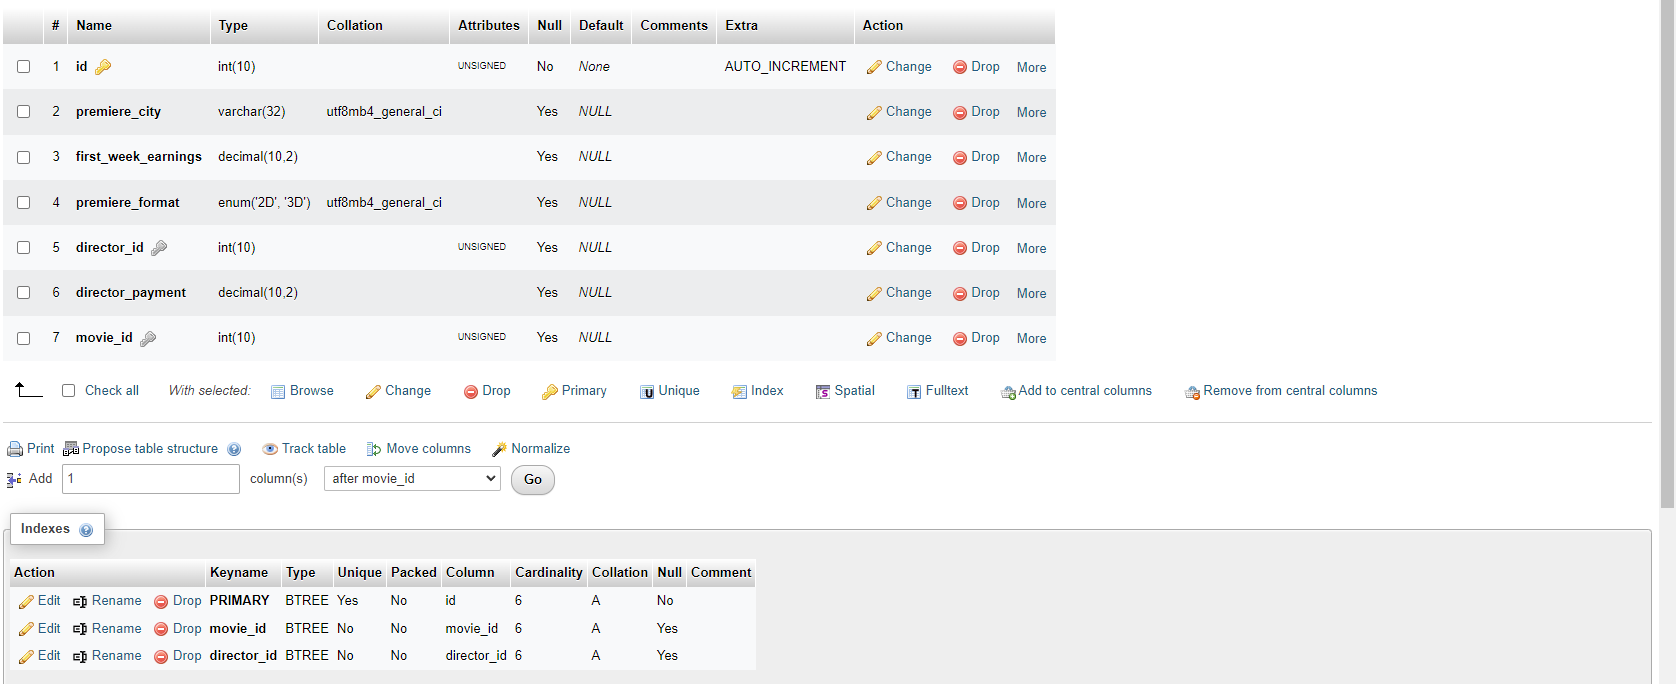 # Name Type Collation Attributes Null Default Comments Extra Action
1 id int(10) UNSIGNED No None AUTO_INCREMENT Change Drop More
2 premiere_city varchar(32) utf8mb4_general_ci Yes NULL Change Drop More
3 first_week_earnings decimal(10,2) Yes NULL Change Drop More
4 premiere_format enum('2D', '3D') utf8mb4_general_ci Yes NULL Change Drop More
5 director_id int(10) UNSIGNED Yes NULL Change Drop More
6 director_payment decimal(10,2) Yes NULL Change Drop More
7 movie_id int(10) UNSIGNED Yes NULL Change Drop More
Check all With selected: Browse Change Drop Primary Unique Index Spatial Fulltext Add to central columns Remove from central columns
Print Propose table structure Track table Move columns Normalize
Add 1 column(s) after movie_id Go
Indexes
Action Keyname Type Unique Packed Column Cardinality Collation Null Comment
Edit Rename Drop PRIMARY BTREE Yes No id 6 A No
Edit Rename Drop movie_id BTREE No No movie_id 6 A Yes
Edit Rename Drop director_id BTREE No No director_id 6 A Yes